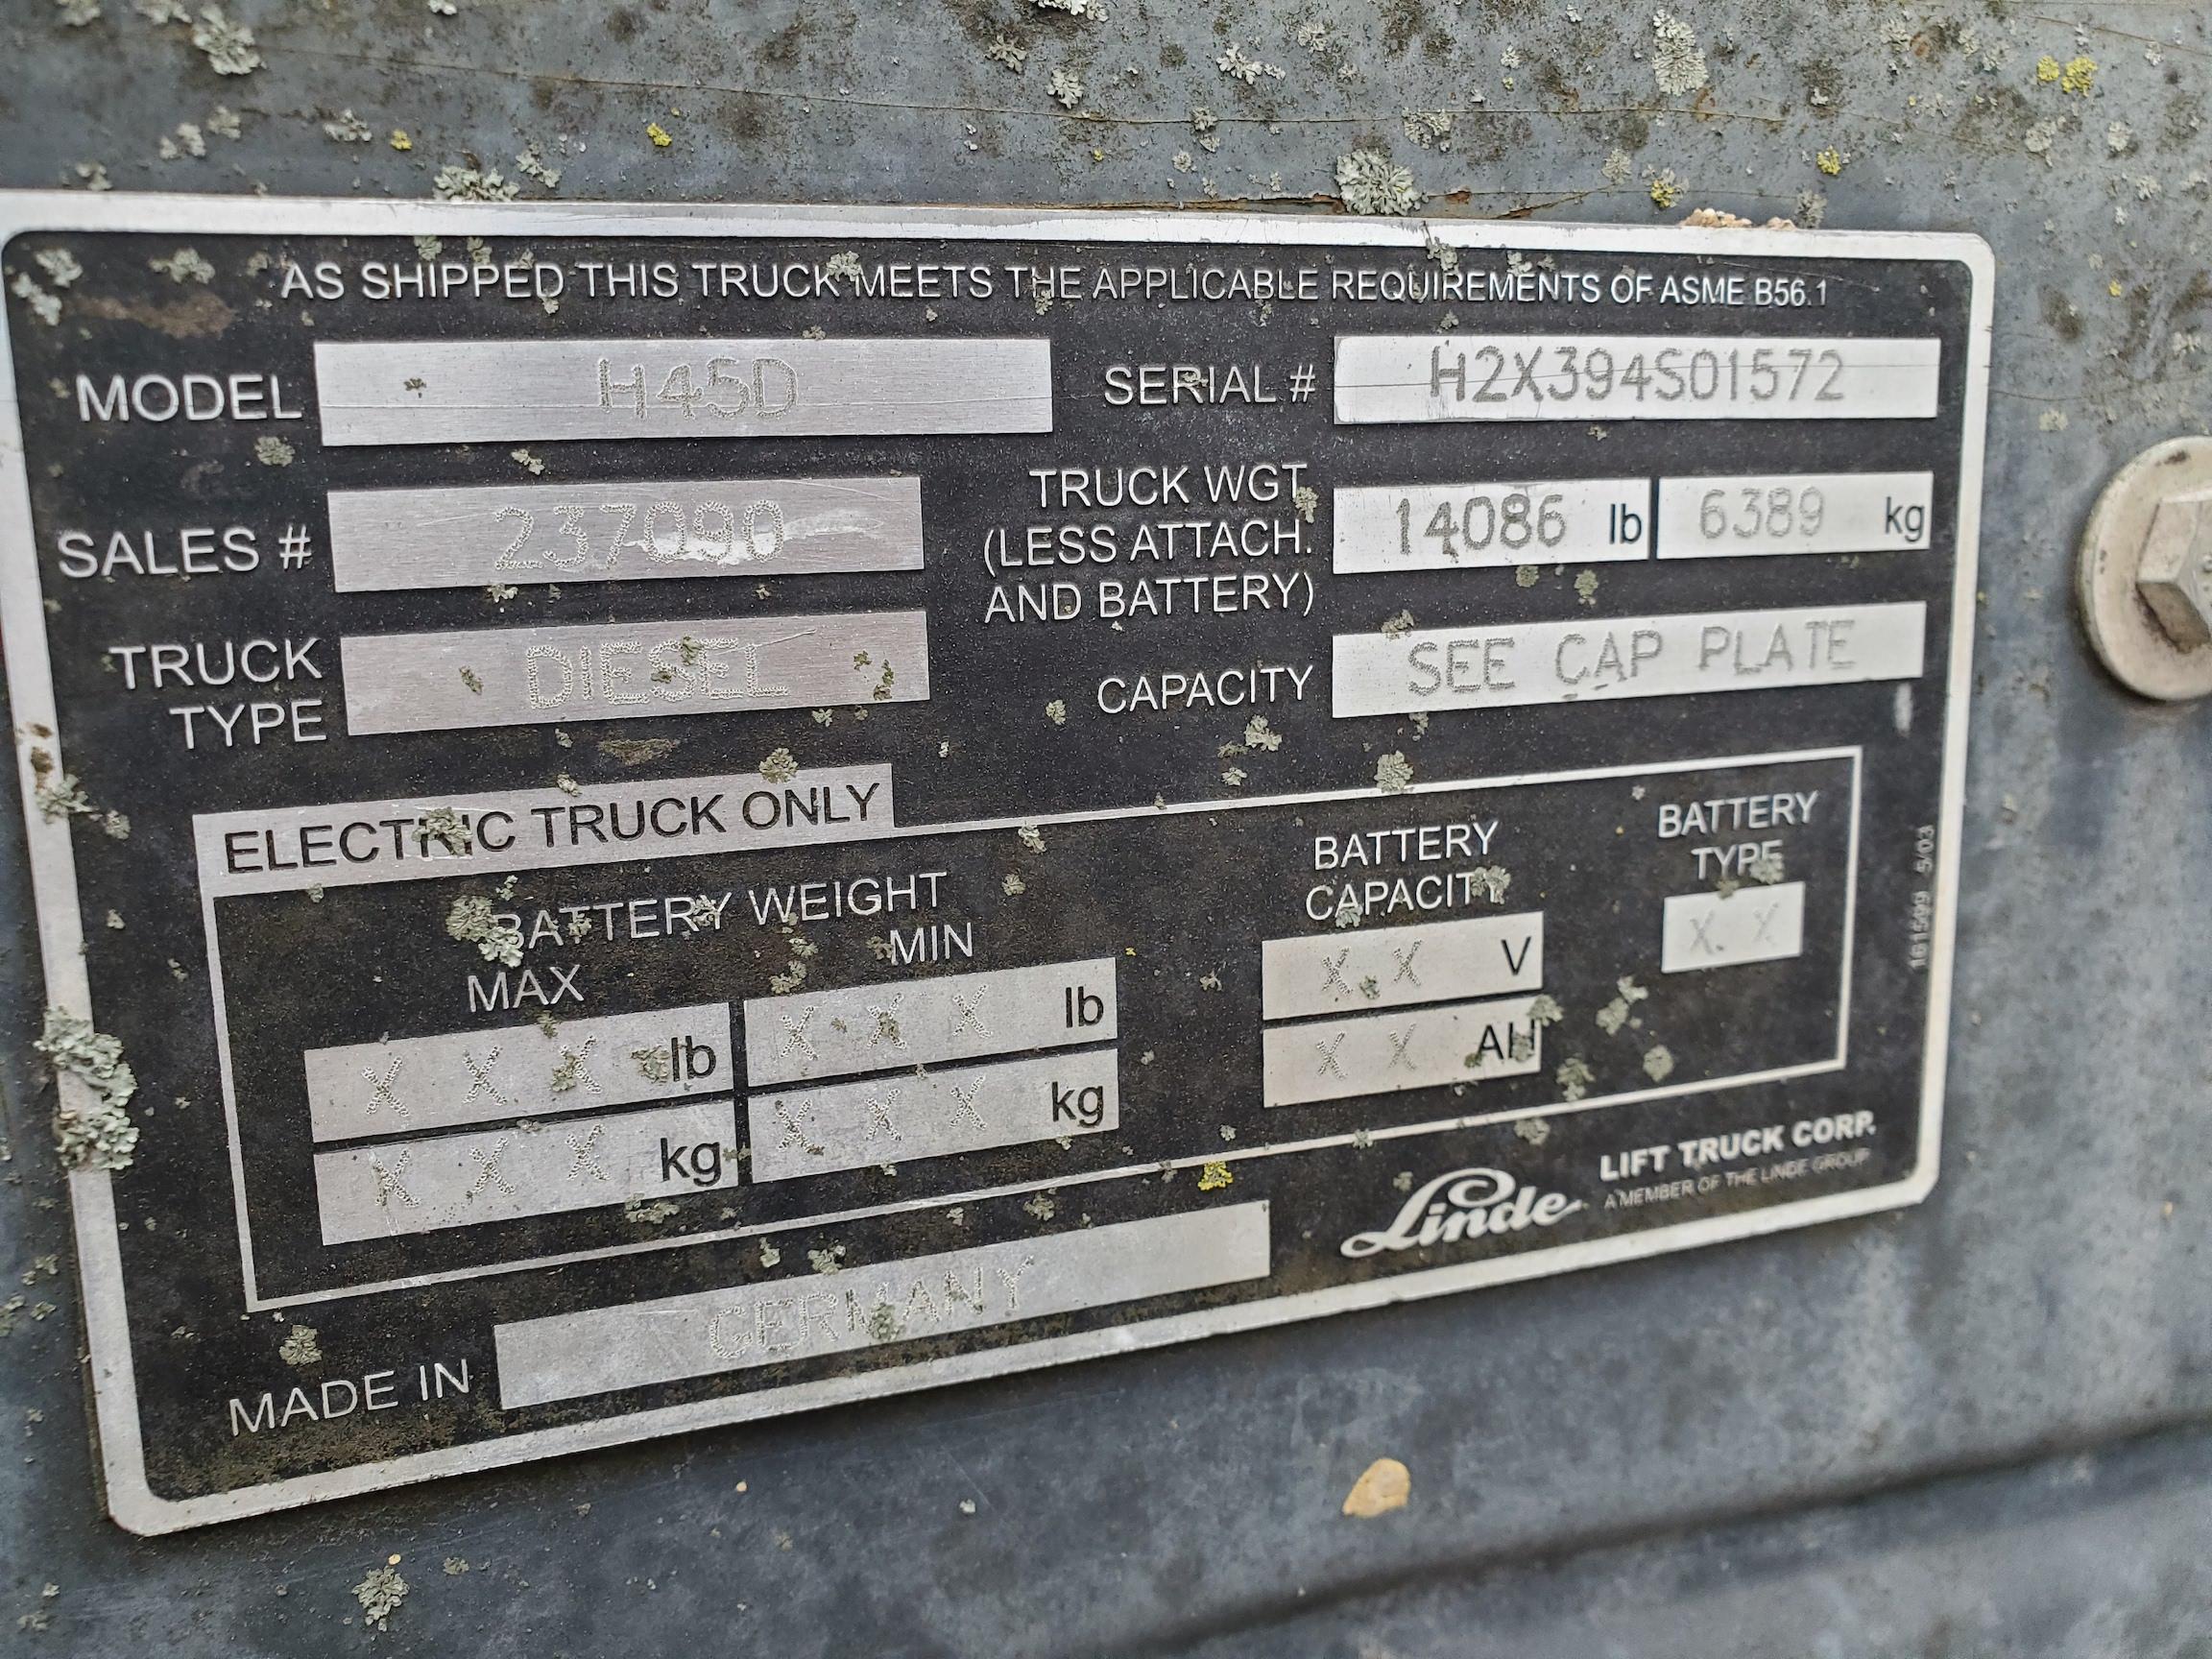 AS SHIPPED THIS TRUCK MEETS THE APPLICABLE REQUIREMENTS OF ASME B56.1
MODEL H45D
SERIAL # H2X394S01572
SALES # 237090
TRUCK WGT.
(LESS ATTACH.
AND BATTERY)
14086 lb 6389 kg
TRUCK
TYPE
DIESEL
CAPACITY SEE CAP PLATE
ELECTRIC TRUCK ONLY
BATTERY WEIGHT
MAX MIN
X X X lb X X X lb
X X X kg X X X kg
BATTERY
CAPACITY
X X V
X X AH
BATTERY
TYPE
X X
161599 5/03
MADE IN GERMANY
Linde
LIFT TRUCK CORP.
A MEMBER OF THE LINDE GROUP